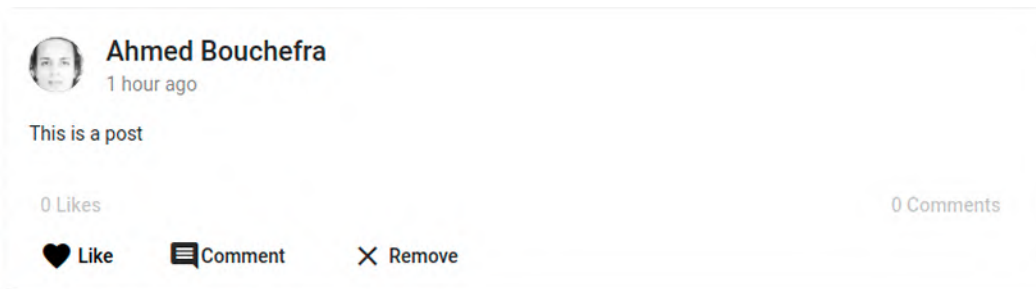 Ahmed Bouchefra
1 hour ago
This is a post
0 Likes 0 Comments
Like Comment Remove